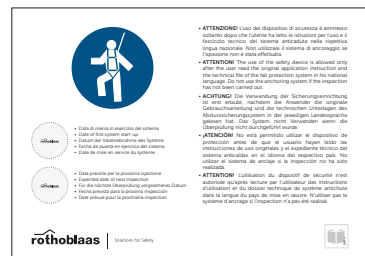 • ATTENZIONE! L'uso del dispositivo di sicurezza è ammesso
soltanto dopo che l'utente ha letto le istruzioni per l'uso e il
fascicolo tecnico del sistema anticaduta nella rispettiva
lingua nazionale. Non utilizzare il sistema di ancoraggio se
l'ispezione non è stata effettuata.
• ATTENTION! The use of the safety device is allowed only
after the user read the original application instruction and
the technical file of the fall protection system in his national
language. Do not use the anchoring system if the inspection
has not been carried out.
• ACHTUNG! Die Verwendung der Sicherungseinrichtung
ist erst erlaubt, nachdem der Anwender die originale
Gebrauchsanleitung und die technischen Unterlagen des
Absturzsicherungssystem in der jeweiligen Landessprache
gelesen hat. Das System nicht Verwenden wenn die
Überprüfung nicht durchgeführt wurde.
• ¡ATENCIÓN! No está permitido utilizar el dispositivo de
protección antes de que el usuario hayan leído las
instrucciones de uso originales y el expediente técnico del
sistema anticaídas en el idioma del respectivo país. No
utilizar el sistema de anclaje si la inspección no ha sido
realizada.
• ATTENTION! L'utilisation du dispositif de sécurité n'est
autorisée qu'après lecture par l'utilisateur des instructions
d'utilisation et du dossier technique de système antichute
dans la langue du pays de mise en œuvre. N'utiliser pas le
système d'ancrage si l'inspection n'a pas été réalisé.
rothoblaas
• Data di messa in esercizio del sistema
• Date of first system start-up
• Datum der Inbetriebnahme des Systems
• Fecha de puesta en ejercicio del sistema
• Date de mise en service du système
rothoblaas
• Data prevista per la prossima ispezione
• Expected date of next inspection
• Für die nächste Überprüfung vorgesehenes Datum
• Fecha prevista para la próxima inspección
• Date prévue pour la prochaine inspection
rothoblaas
Solutions for Safety